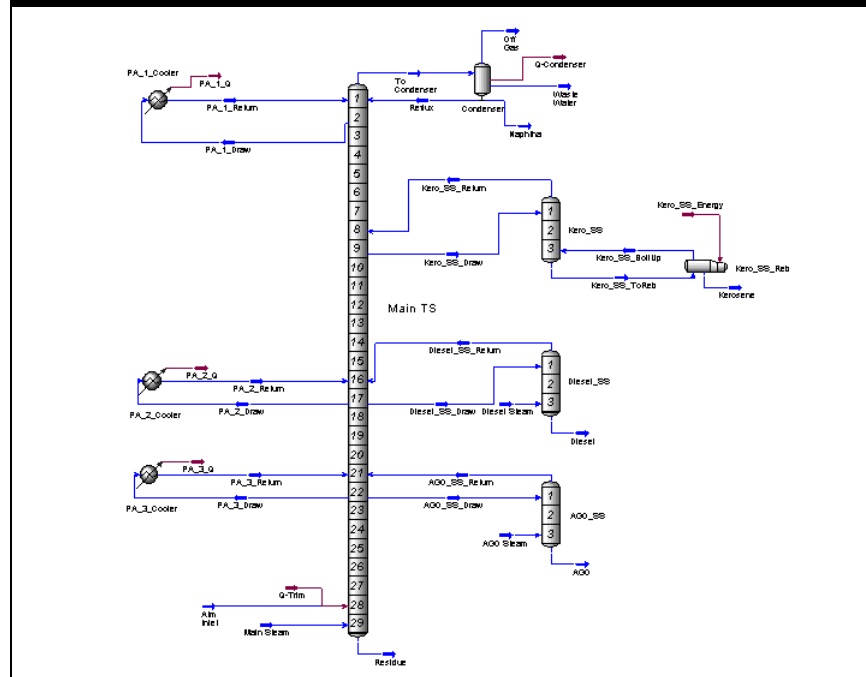 Off
Gas
Q-Condenser
PA_1_Cooler
PA_1_Q
To
Condenser
Waste
Water
PA_1_Return
1
Reflux
Condenser
2
Naphtha
3
PA_1_Draw
4
5
6
Kero_SS_Return
7
Kero_SS_Energy
8
1
9
2
Kero_SS
Kero_SS_Draw
3
Kero_SS_BoilUp
10
Kero_SS_Reb
11
Kero_SS_ToReb
Kerosene
12
Main TS
13
14
Diesel_SS_Return
15
1
PA_2_Q
16
2
Diesel_SS
PA_2_Return
17
3
PA_2_Cooler
PA_2_Draw
Diesel_SS_Draw
Diesel Steam
18
19
Diesel
20
PA_3_Q
21
PA_3_Return
AGO_SS_Return
22
1
PA_3_Cooler
PA_3_Draw
AGO_SS_Draw
23
2
AGO_SS
24
3
25
AGO Steam
26
AGO
27
Q-Trim
28
Atm
Inlet
29
Main Steam
Residue